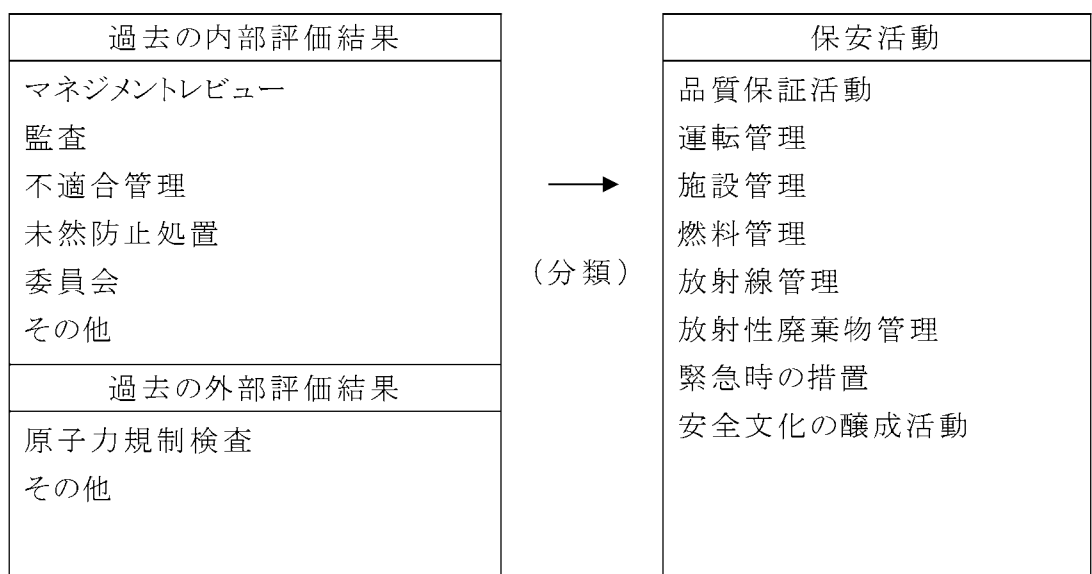 過去の内部評価結果
マネジメントレビュー
監査
不適合管理
未然防止処置
委員会
その他
過去の外部評価結果
原子力規制検査
その他
(分類)
保安活動
品質保証活動
運転管理
施設管理
燃料管理
放射線管理
放射性廃棄物管理
緊急時の措置
安全文化の醸成活動